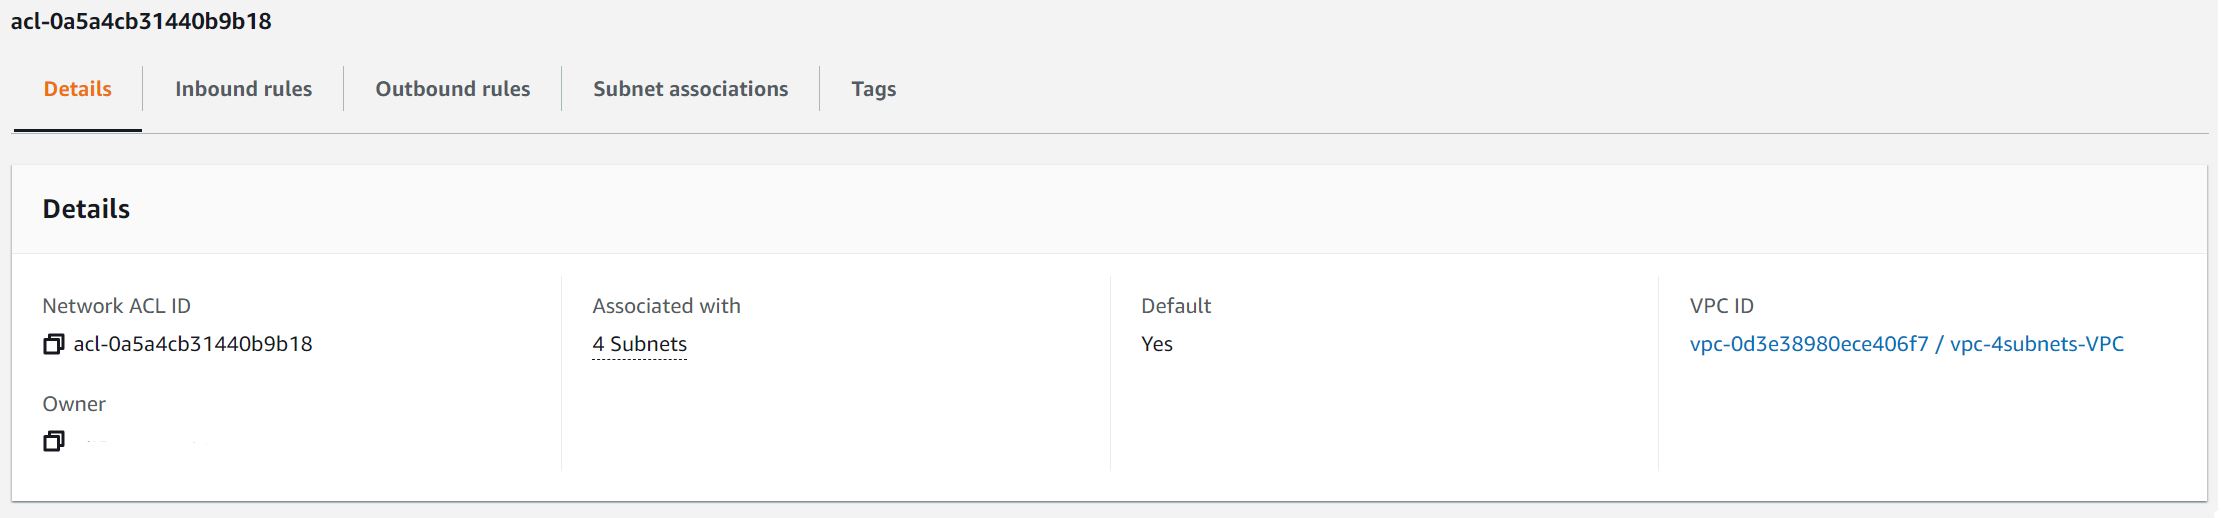 acl-0a5a4cb31440b9b18
Details
Inbound rules
Outbound rules
Subnet associations
Tags
Details
Network ACL ID
acl-0a5a4cb31440b9b18
Associated with
4 Subnets
Default
Yes
VPC ID
vpc-0d3e38980ece406f7 / vpc-4subnets-VPC
Owner